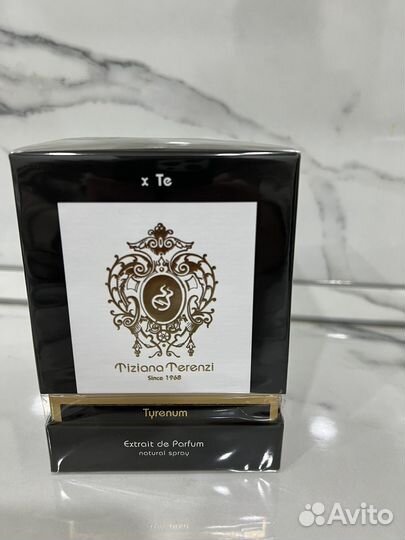 x Te
Tiziana Terenzi
Since 1968
Tyrenum
Extrait de Parfum
natural spray
Avito